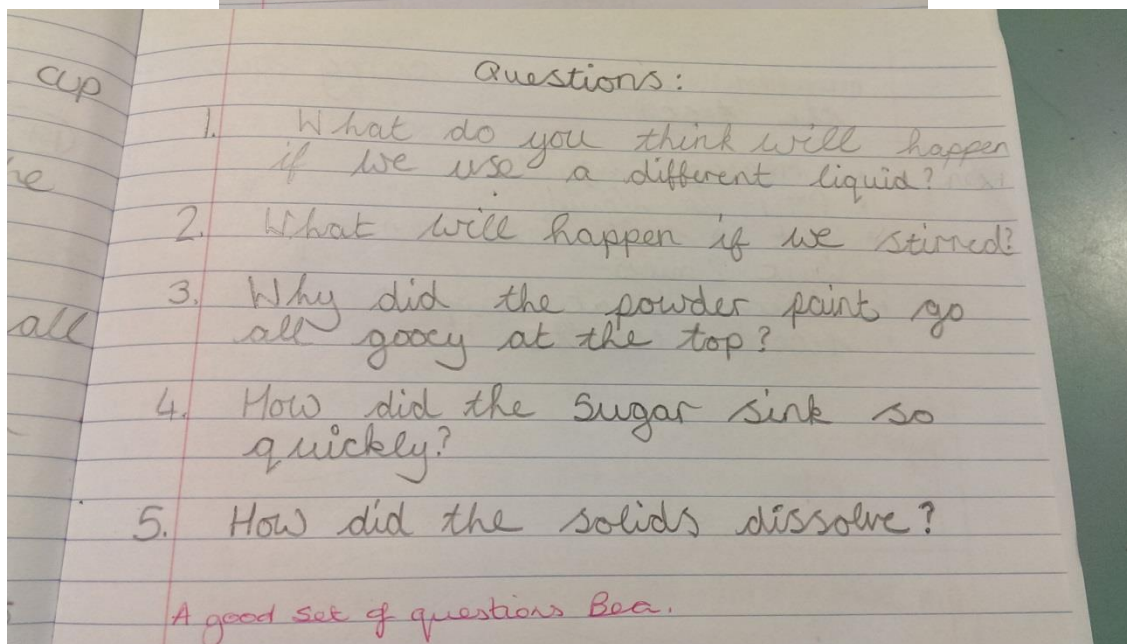 Questions:
cup
1. What do you think will happen
if we use a different liquid?
2. What will happen if we stirred?
3. Why did the powder paint go
all gooey at the top?
all
4. How did the sugar sink so
quickly?
5. How did the solids dissolve?
A good set of questions Bea.